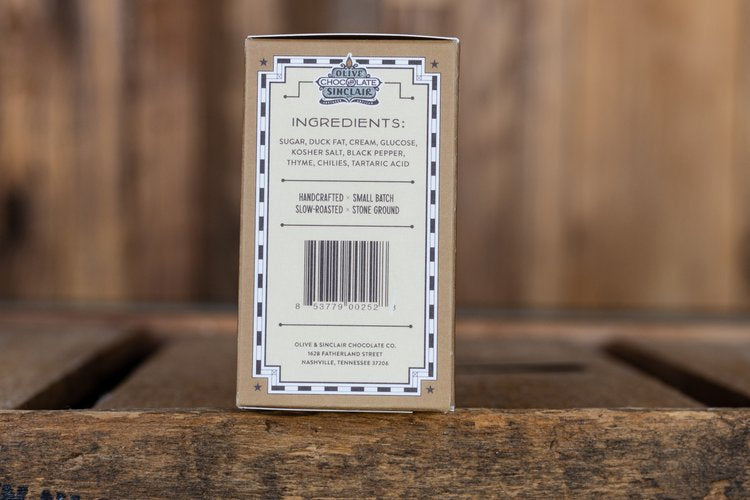 OLIVE
AND
CHOCOLATE
SINCLAIR
INGREDIENTS:
SUGAR, DUCK FAT, CREAM, GLUCOSE,
KOSHER SALT, BLACK PEPPER,
THYME, CHILIES, TARTARIC ACID
HANDCRAFTED × SMALL BATCH
SLOW-ROASTED × STONE GROUND
8 53779 00252 3
OLIVE & SINCLAIR CHOCOLATE CO.
1628 FATHERLAND STREET
NASHVILLE, TENNESSEE 37206